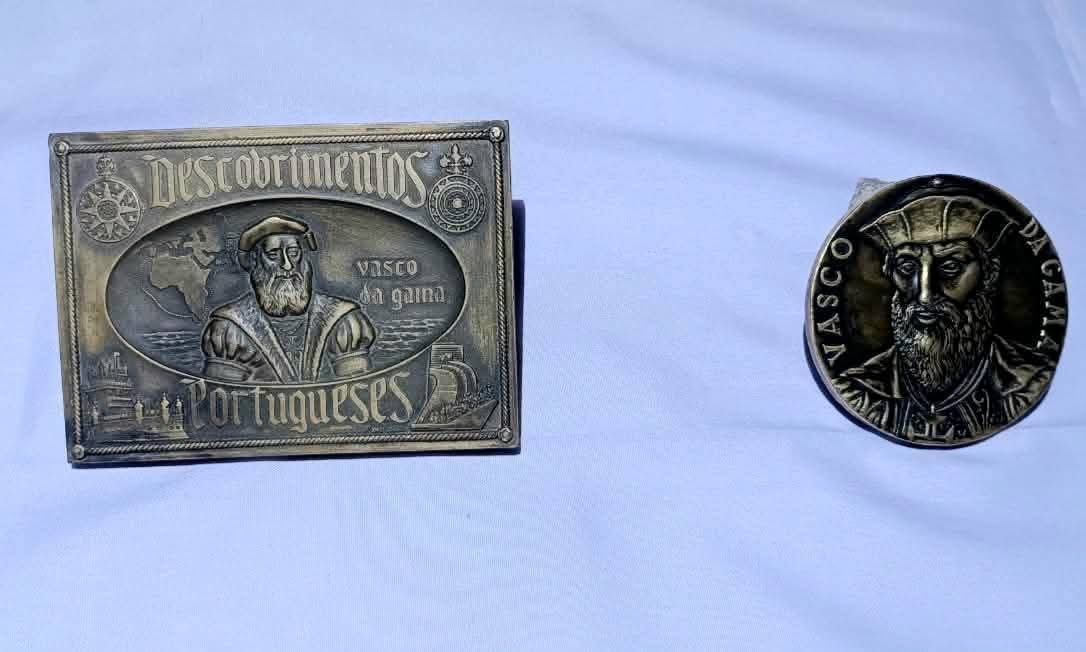 Descobrimentos
vasco
da gama
Portugueses
VASCO DA GAMA